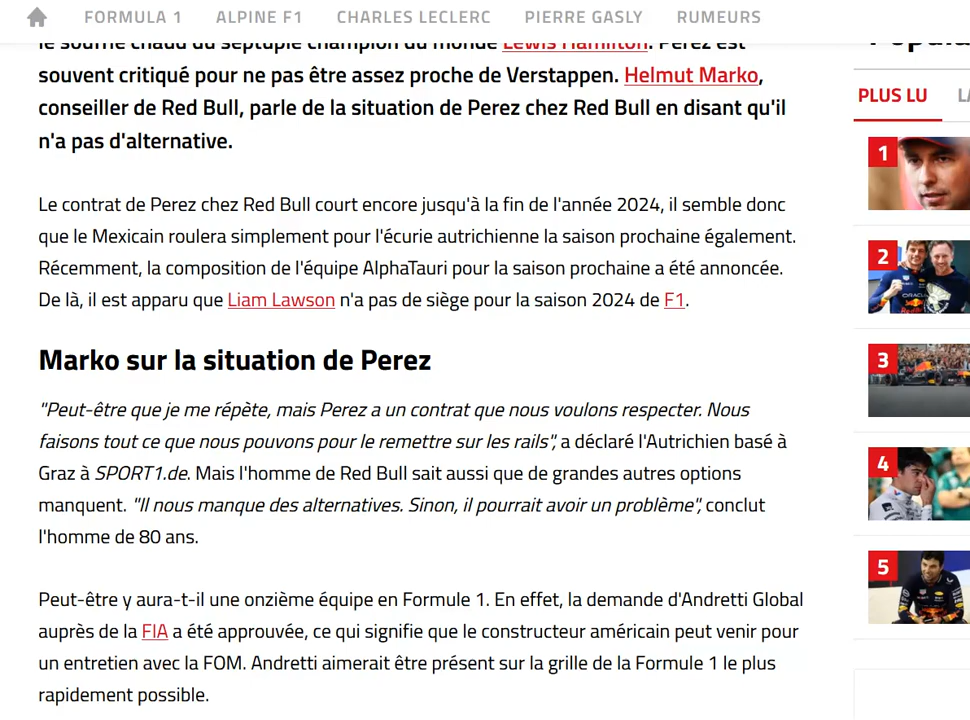 FORMULA 1 ALPINE F1 CHARLES LECLERC PIERRE GASLY RUMEURS
le souffle chaud du septuple champion du monde Lewis Hamilton. Perez est
souvent critiqué pour ne pas être assez proche de Verstappen. Helmut Marko,
conseiller de Red Bull, parle de la situation de Perez chez Red Bull en disant qu'il
n'a pas d'alternative.
Le contrat de Perez chez Red Bull court encore jusqu'à la fin de l'année 2024, il semble donc
que le Mexicain roulera simplement pour l'écurie autrichienne la saison prochaine également.
Récemment, la composition de l'équipe AlphaTauri pour la saison prochaine a été annoncée.
De là, il est apparu que Liam Lawson n'a pas de siège pour la saison 2024 de F1.
Marko sur la situation de Perez
"Peut-être que je me répète, mais Perez a un contrat que nous voulons respecter. Nous
faisons tout ce que nous pouvons pour le remettre sur les rails", a déclaré l'Autrichien basé à
Graz à SPORT1.de. Mais l'homme de Red Bull sait aussi que de grandes autres options
manquent. "Il nous manque des alternatives. Sinon, il pourrait avoir un problème", conclut
l'homme de 80 ans.
Peut-être y aura-t-il une onzième équipe en Formule 1. En effet, la demande d'Andretti Global
auprès de la FIA a été approuvée, ce qui signifie que le constructeur américain peut venir pour
un entretien avec la FOM. Andretti aimerait être présent sur la grille de la Formule 1 le plus
rapidement possible.
PLUS LU
1
2
3
4
5